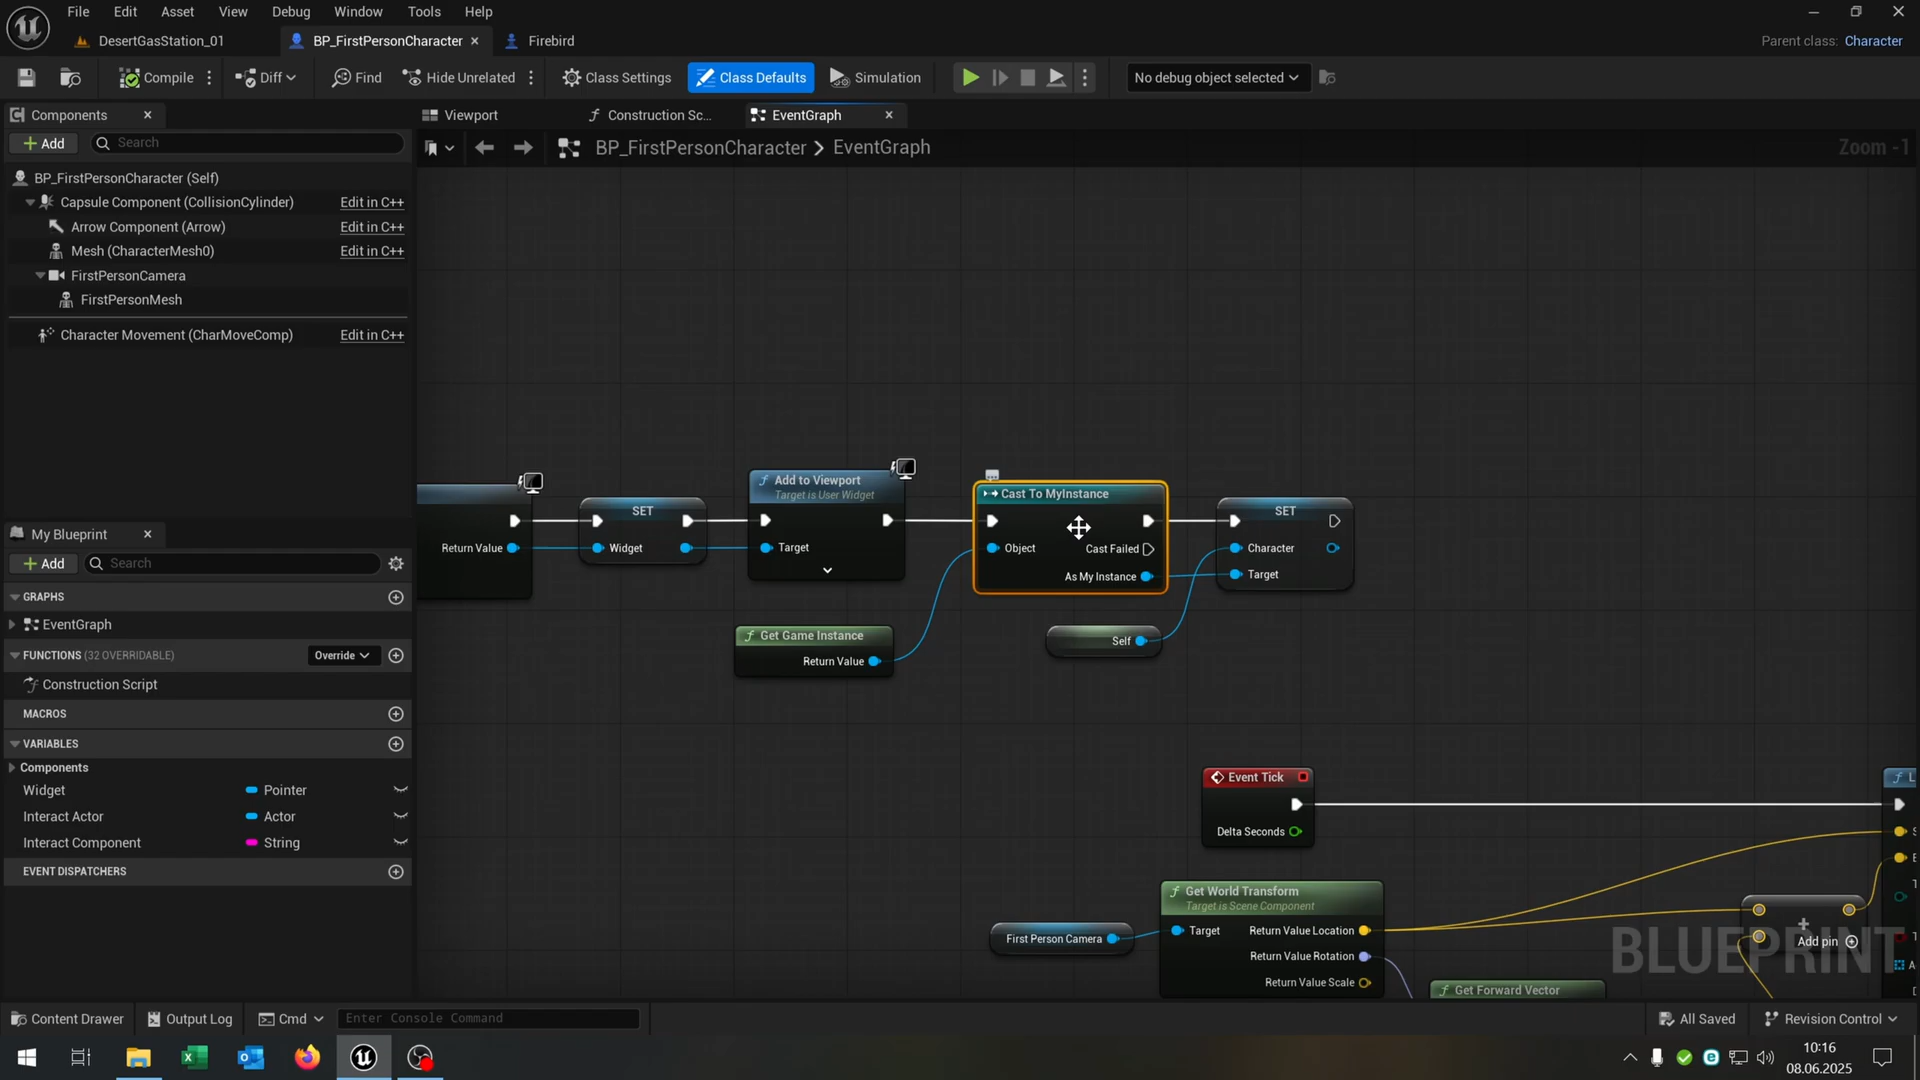 File Edit Asset View Debug Window Tools Help
DesertGasStation_01
BP_FirstPersonCharacter
Firebird
Parent class: Character
Compile
Diff
Find
Hide Unrelated
Class Settings
Class Defaults
Simulation
No debug object selected
Components
Add
Search
BP_FirstPersonCharacter (Self)
Capsule Component (CollisionCylinder) Edit in C++
Arrow Component (Arrow) Edit in C++
Mesh (CharacterMesh0) Edit in C++
FirstPersonCamera
FirstPersonMesh
Character Movement (CharMoveComp) Edit in C++
Viewport
Construction Sc...
EventGraph
BP_FirstPersonCharacter > EventGraph
Zoom -1
Return Value
SET
Widget
Add to Viewport
Target is User Widget
Target
Cast To MyInstance
Object
Cast Failed
As My Instance
SET
Character
Target
Get Game Instance
Return Value
Self
Event Tick
Delta Seconds
Get World Transform
Target is Scene Component
Target
Return Value Location
Return Value Rotation
Return Value Scale
First Person Camera
Get Forward Vector
Add pin
BLUEPRINT
My Blueprint
Add
Search
GRAPHS
EventGraph
FUNCTIONS (32 OVERRIDABLE) Override
Construction Script
MACROS
VARIABLES
Components
Widget Pointer
Interact Actor Actor
Interact Component String
EVENT DISPATCHERS
Content Drawer
Output Log
Cmd
Enter Console Command
All Saved
Revision Control
10:16
08.06.2025